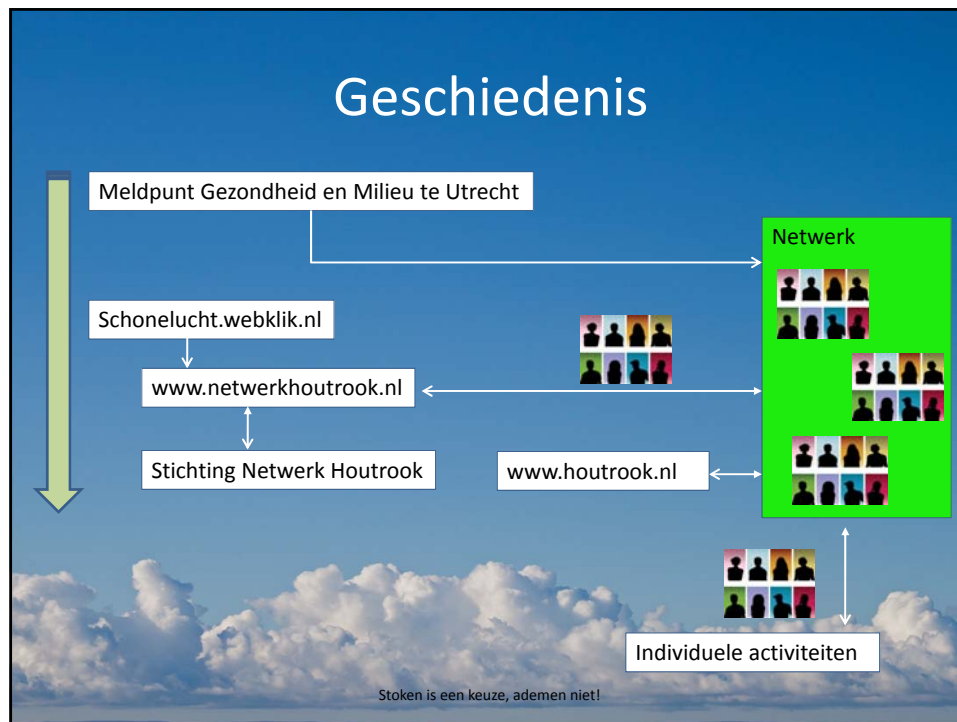 Geschiedenis
Meldpunt Gezondheid en Milieu te Utrecht
Netwerk
Schonelucht.webklik.nl
www.netwerkhoutrook.nl
Stichting Netwerk Houtrook
www.houtrook.nl
Individuele activiteiten
Stoken is een keuze, ademen niet!